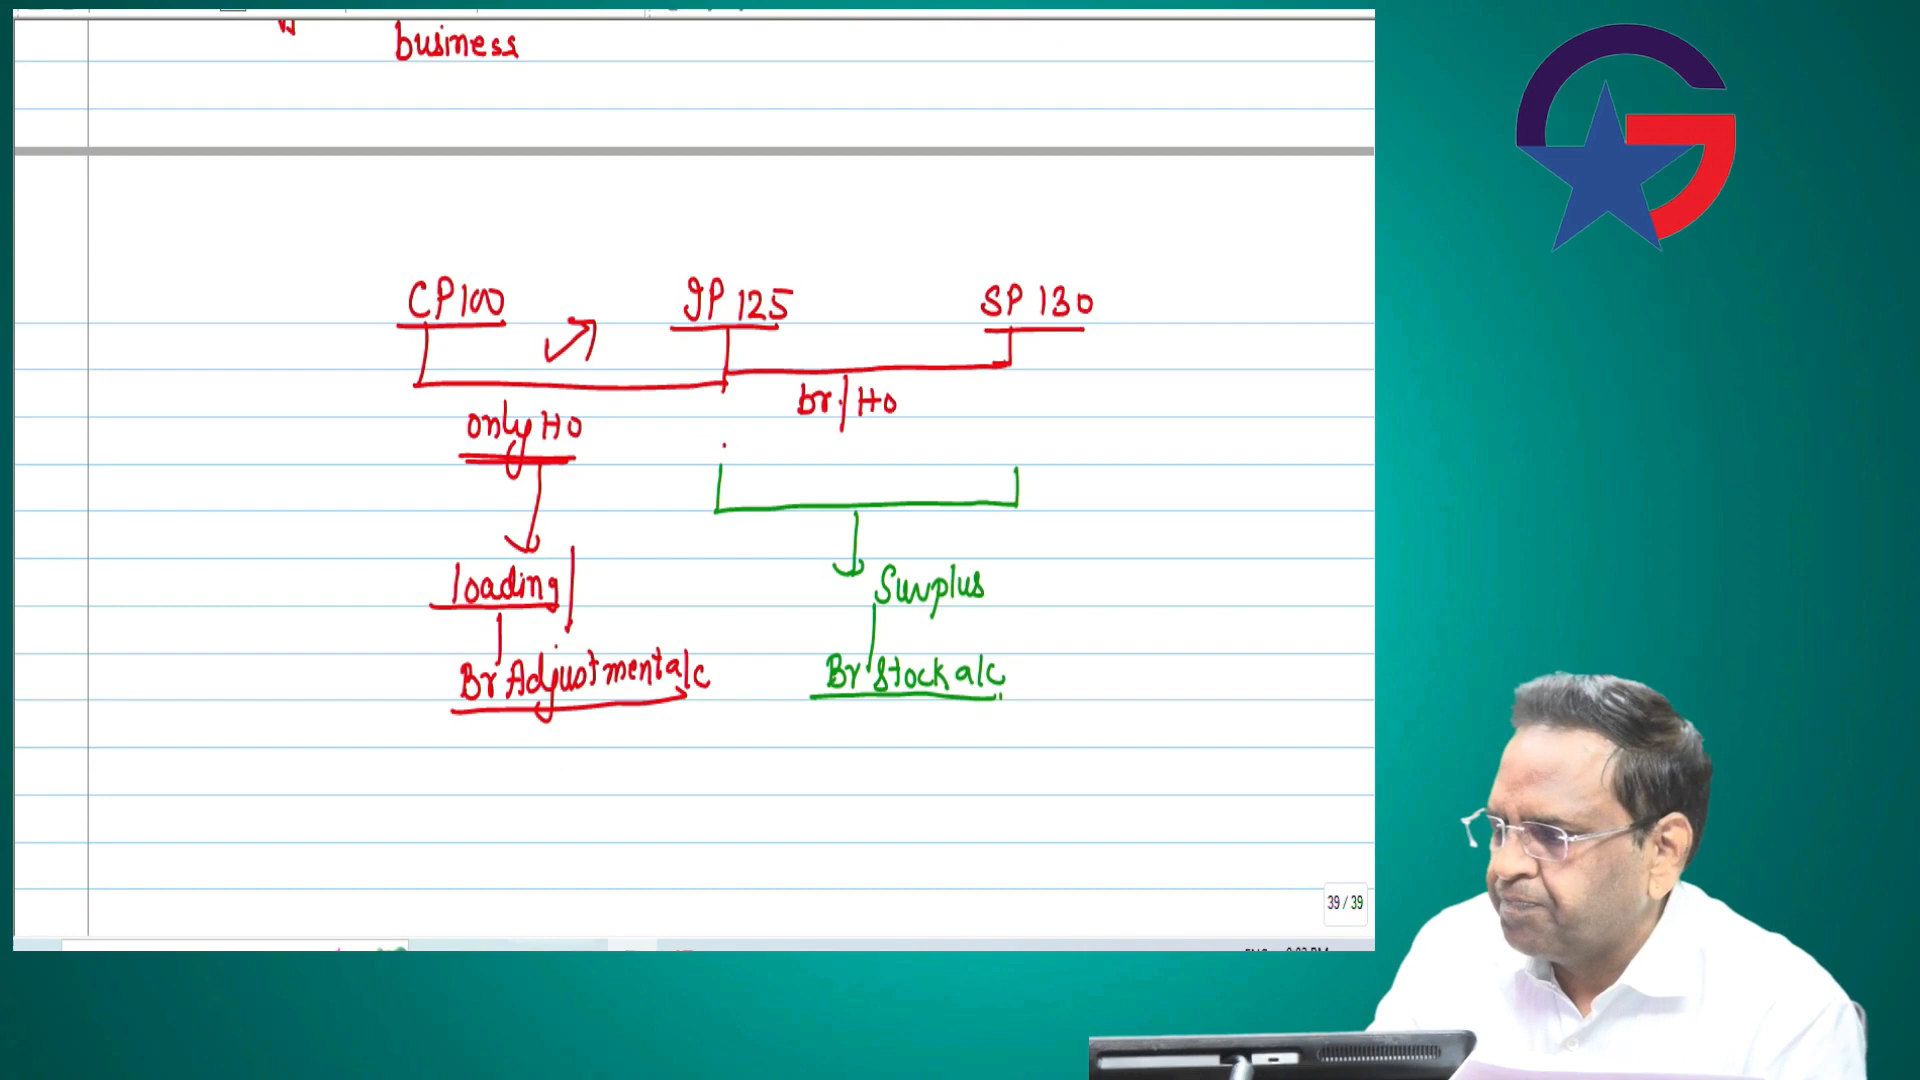 business
CP 100 IP 125 SP 130
br. / HO
only HO
loading Surplus
Br Adjustment a/c Br Stock a/c
39 / 39